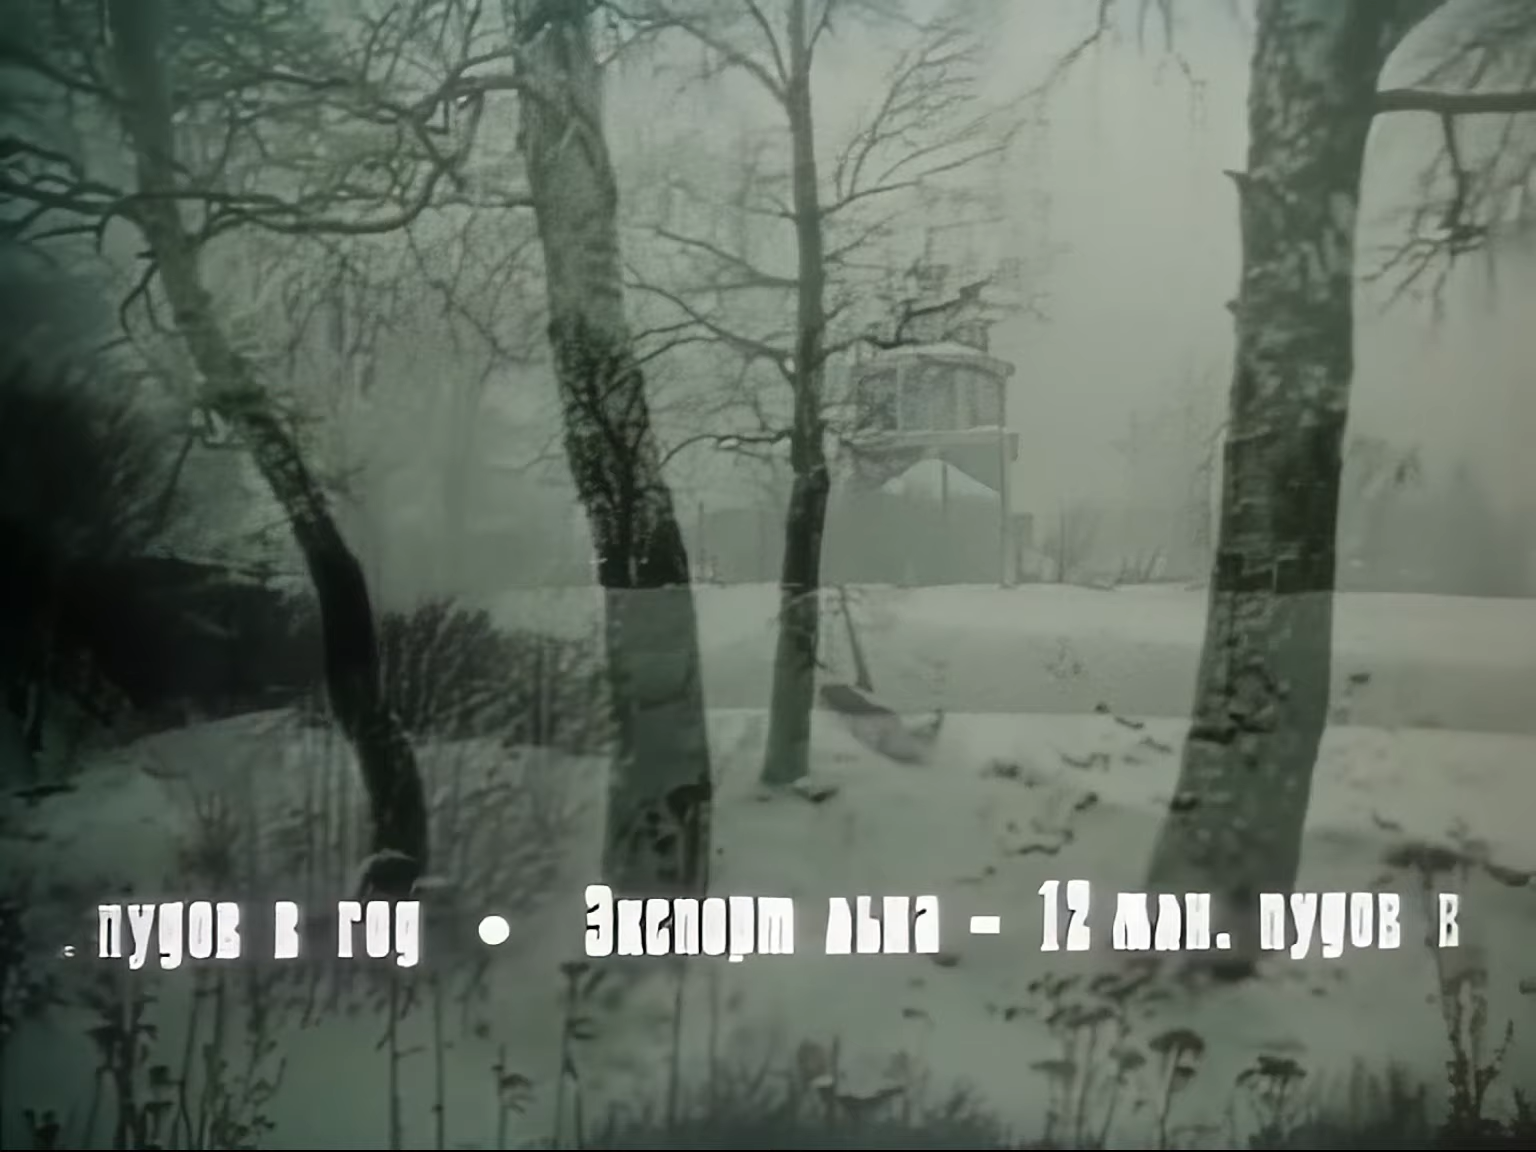 . пудов в год • Экспорт льна - 12 млн. пудов в